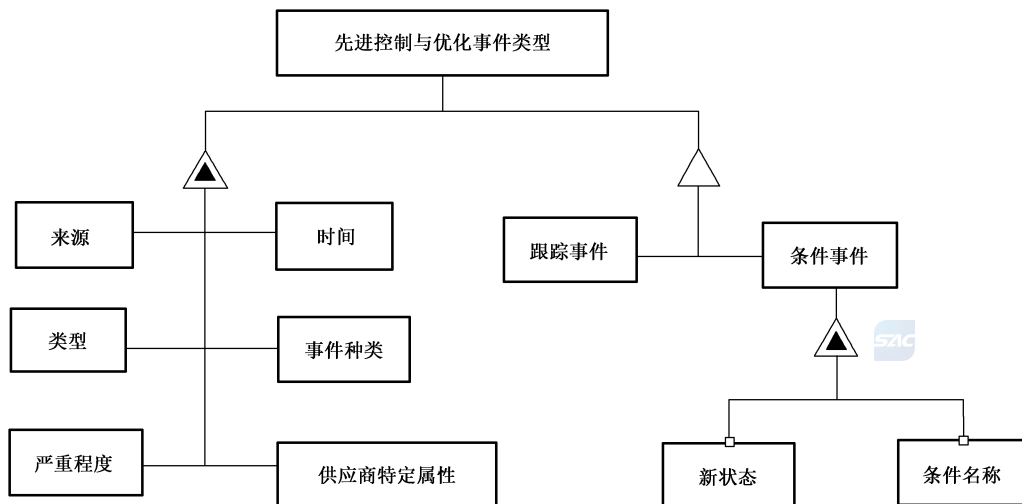 先进控制与优化事件类型
来源
时间
跟踪事件
条件事件
类型
事件种类
SAC
严重程度
供应商特定属性
新状态
条件名称